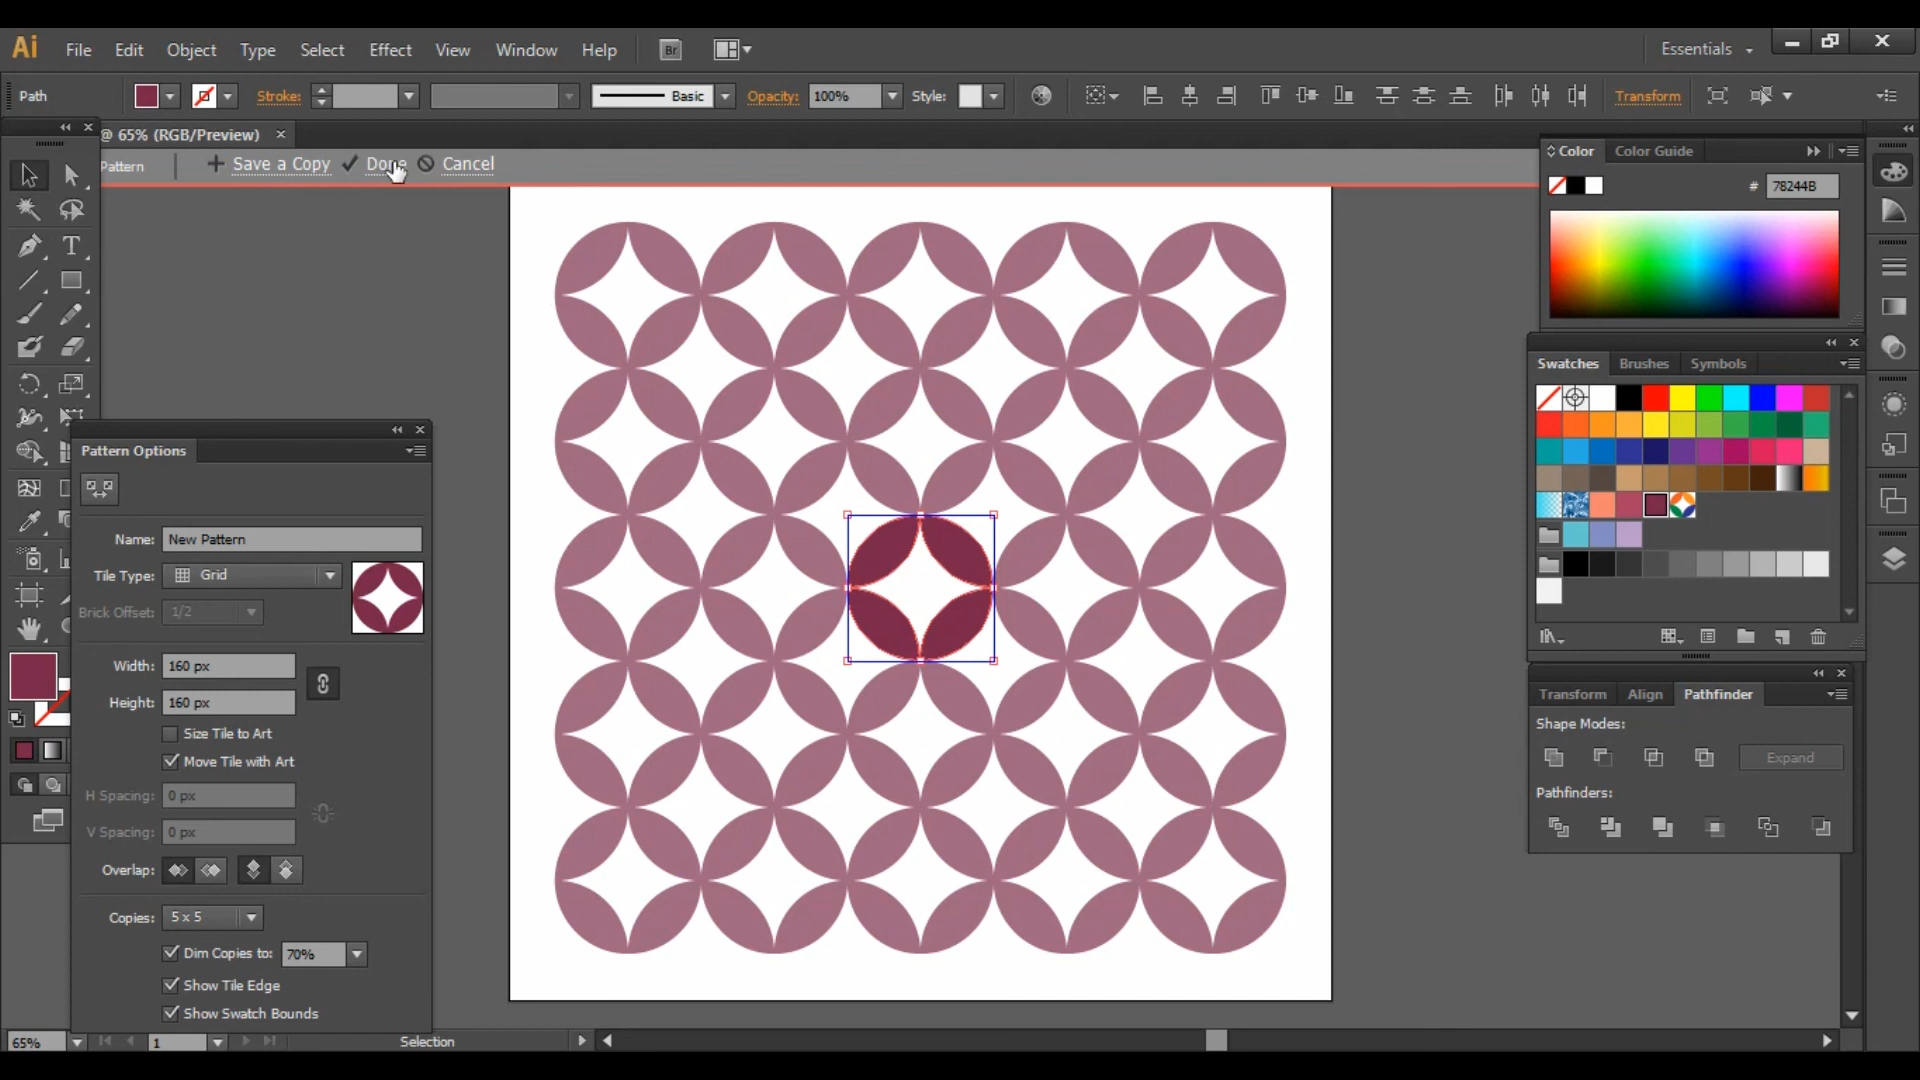 Ai File Edit Object Type Select Effect View Window Help Br Essentials
Path Stroke: Basic Opacity: 100% Style: Transform
@ 65% (RGB/Preview) ×
Pattern + Save a Copy Done Cancel
Color Color Guide
# 78244B
Swatches Brushes Symbols
Pattern Options
Name: New Pattern
Tile Type: Grid
Brick Offset: 1/2
Width: 160 px
Height: 160 px
Size Tile to Art
Move Tile with Art
H Spacing: 0 px
V Spacing: 0 px
Overlap:
Copies: 5 x 5
Dim Copies to: 70%
Show Tile Edge
Show Swatch Bounds
Transform Align Pathfinder
Shape Modes:
Expand
Pathfinders:
65% 1 Selection